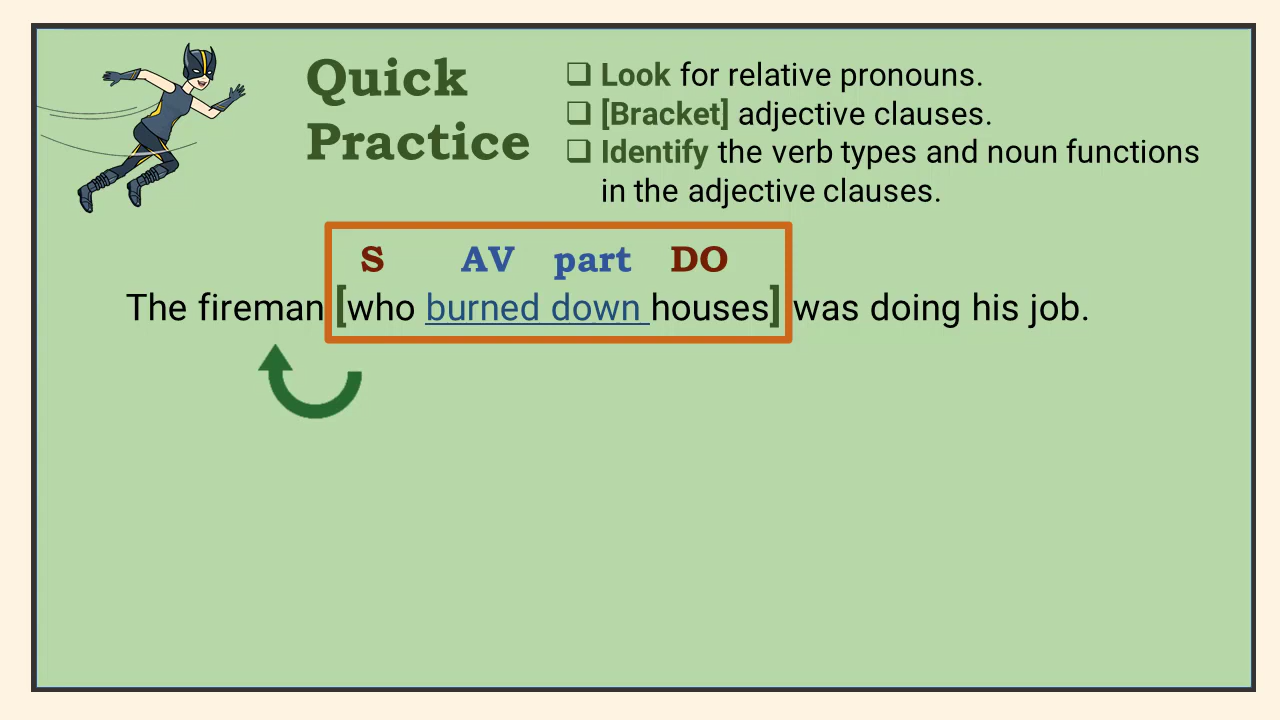 Quick
Practice
❑ Look for relative pronouns.
❑ [Bracket] adjective clauses.
❑ Identify the verb types and noun functions
in the adjective clauses.
S AV part DO
The fireman [who burned down houses] was doing his job.